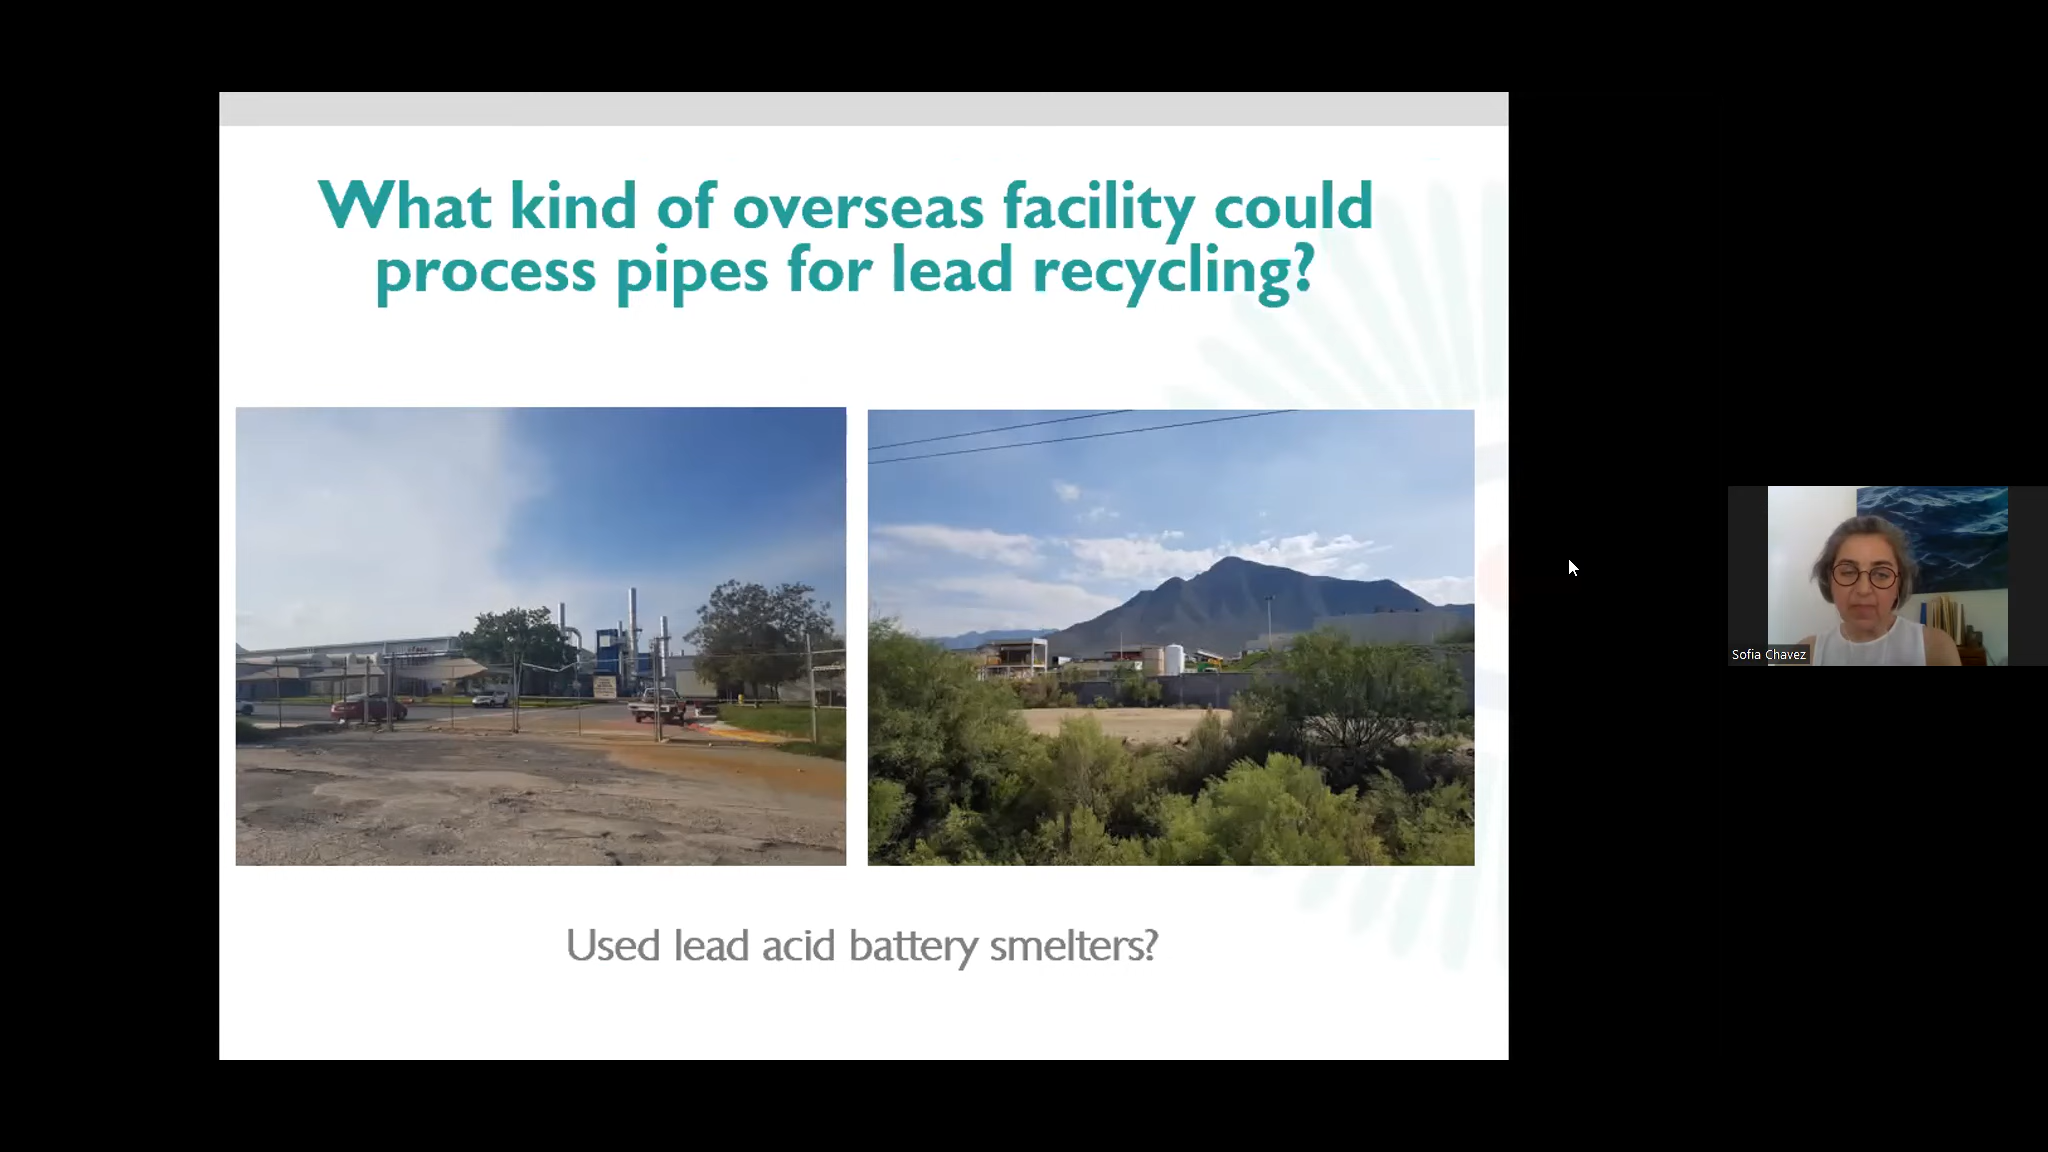 What kind of overseas facility could
process pipes for lead recycling?
Used lead acid battery smelters?
Sofia Chavez